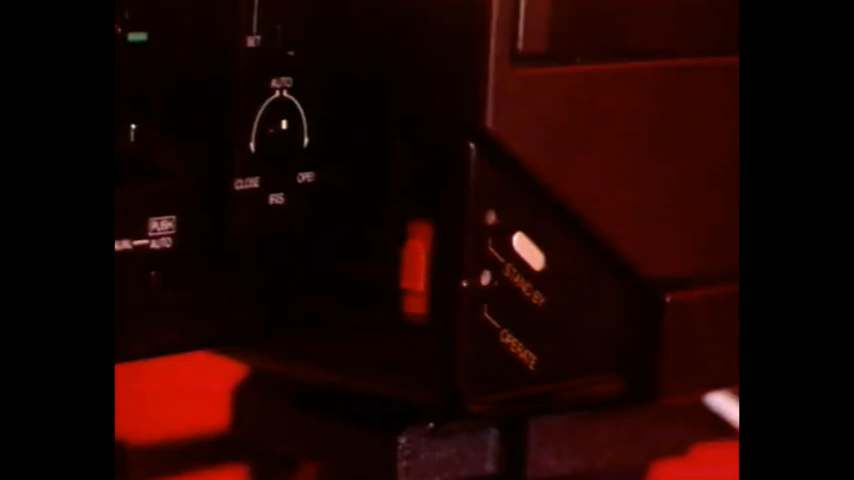 SET
AUTO
CLOSE
OPEN
IRIS
PUSH
AUTO
STAND BY
OPERATE